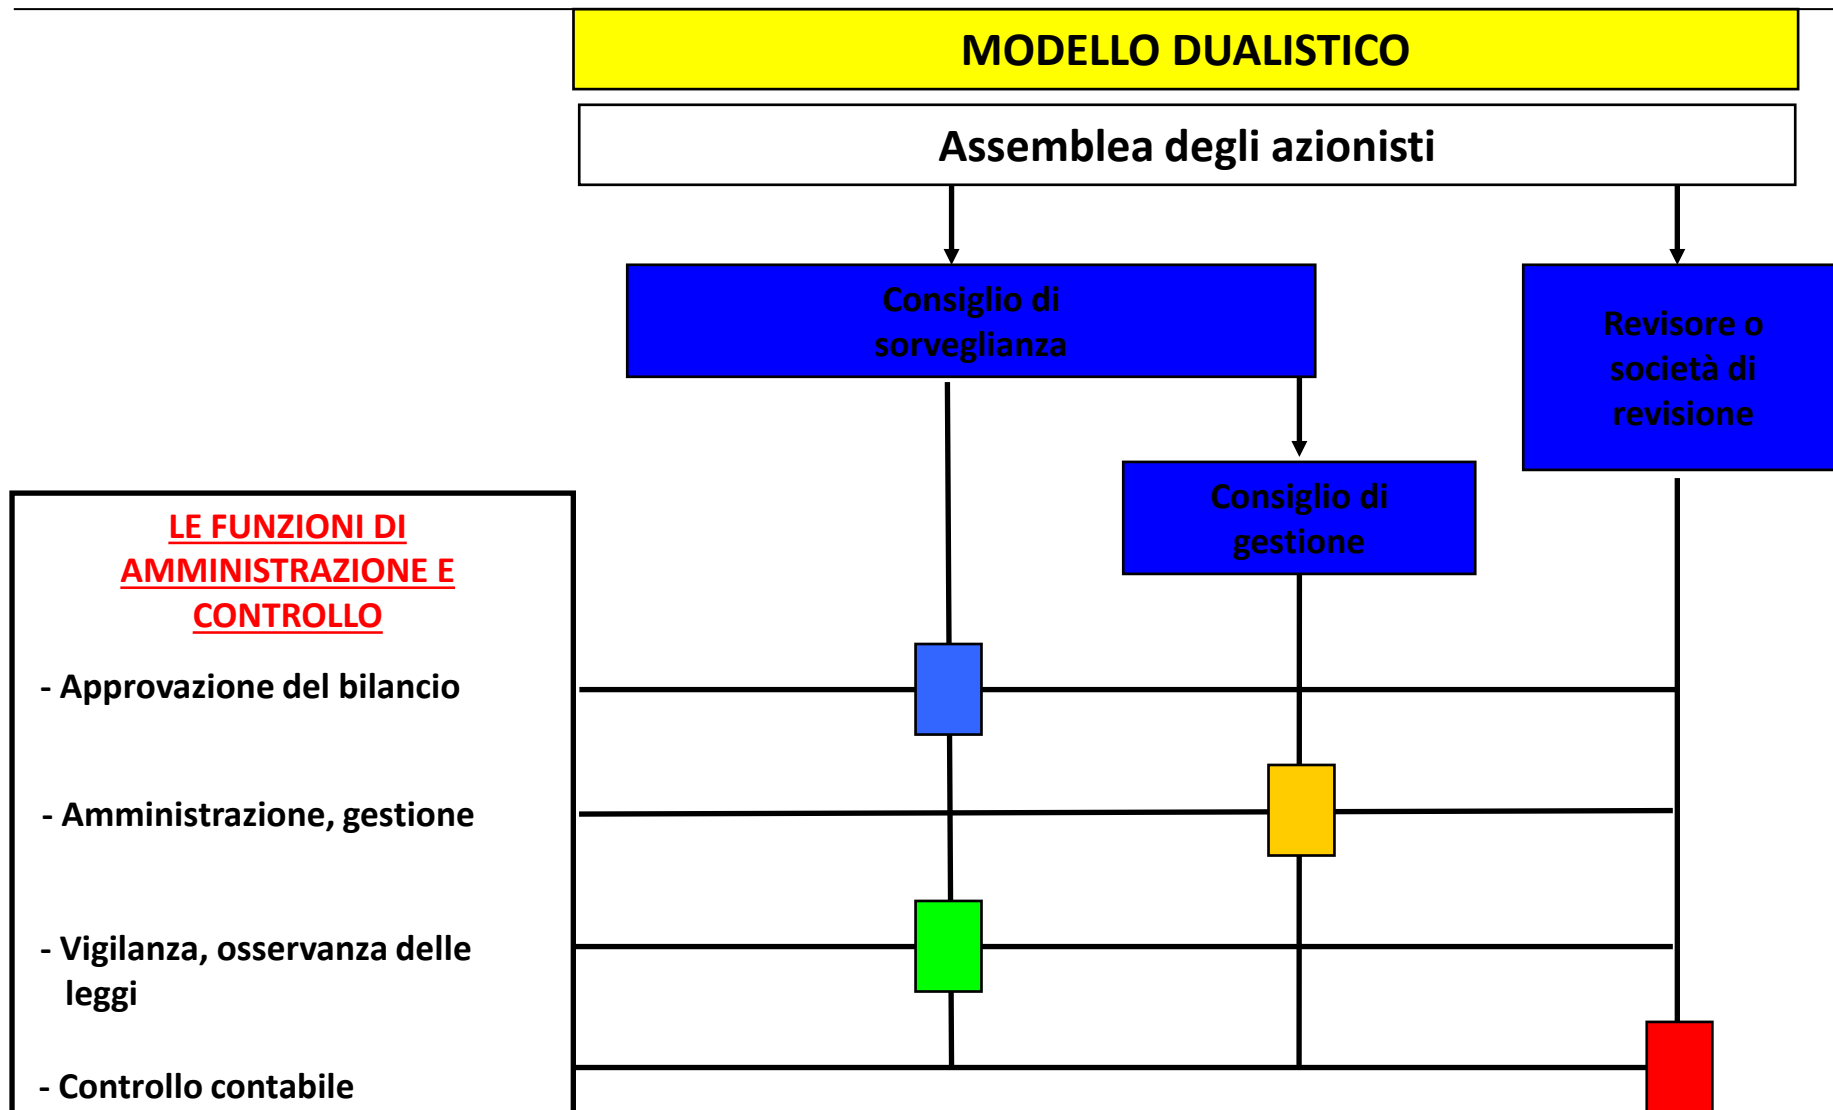 MODELLO DUALISTICO
Assemblea degli azionisti
Consiglio di
sorveglianza
Revisore o
società di
revisione
Consiglio di
gestione
LE FUNZIONI DI
AMMINISTRAZIONE E
CONTROLLO
- Approvazione del bilancio
- Amministrazione, gestione
- Vigilanza, osservanza delle
leggi
- Controllo contabile